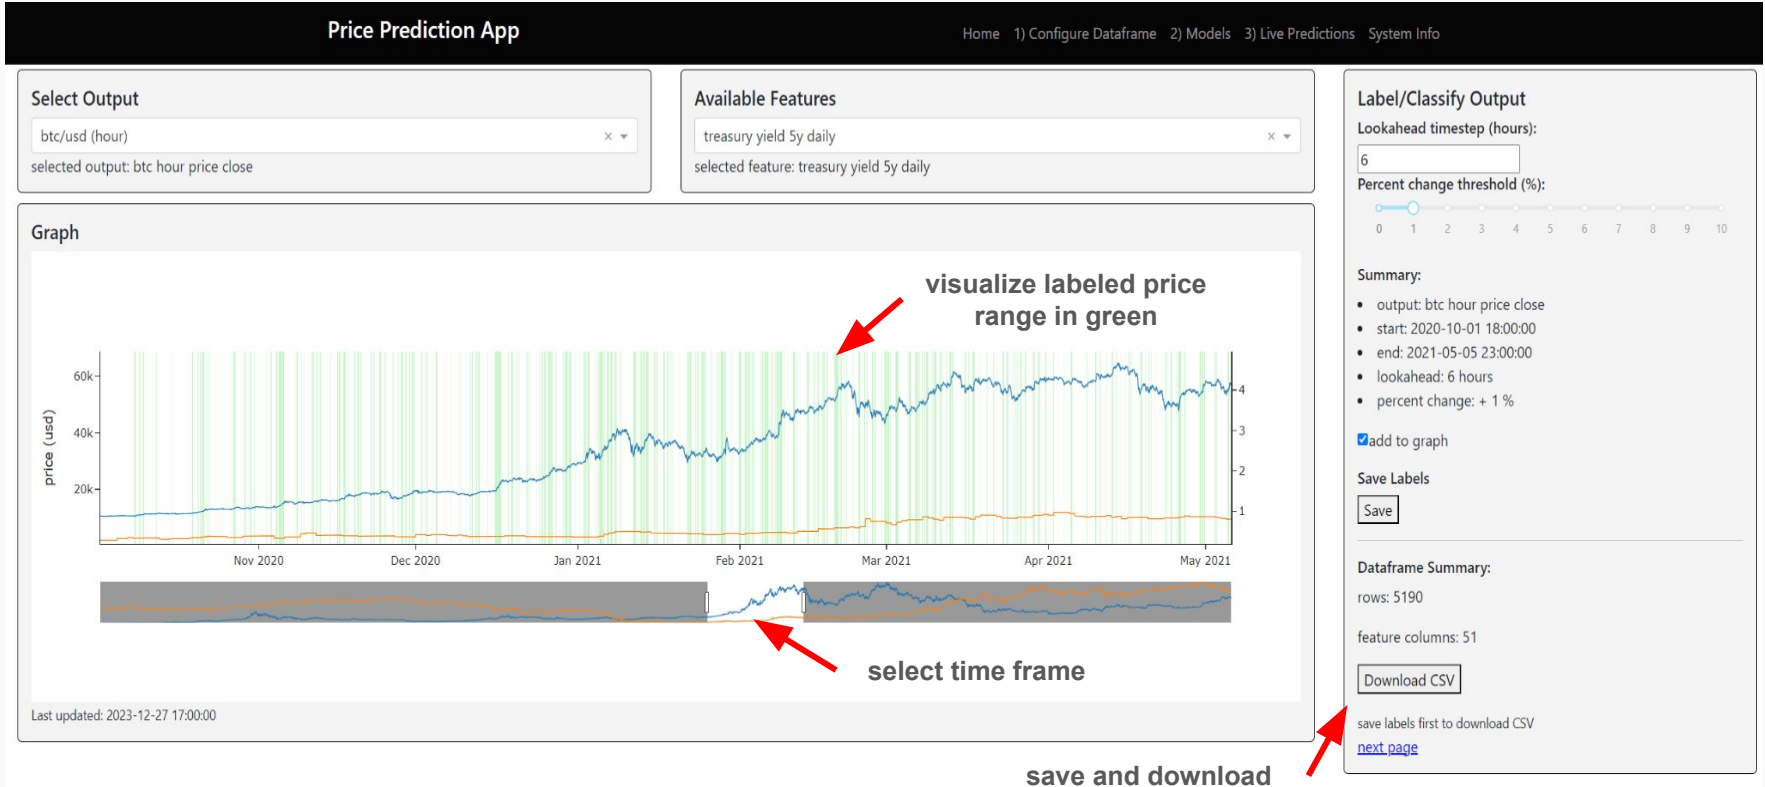 Price Prediction App
Home 1) Configure Dataframe 2) Models 3) Live Predictions System Info
Select Output
btc/usd (hour)
selected output: btc hour price close
Available Features
treasury yield 5y daily
selected feature: treasury yield 5y daily
Graph
visualize labeled price
range in green
price (usd)
60k
40k
20k
4
3
2
1
Nov 2020
Dec 2020
Jan 2021
Feb 2021
Mar 2021
Apr 2021
May 2021
select time frame
Last updated: 2023-12-27 17:00:00
Label/Classify Output
Lookahead timestep (hours):
6
Percent change threshold (%):
0 1 2 3 4 5 6 7 8 9 10
Summary:
• output: btc hour price close
• start: 2020-10-01 18:00:00
• end: 2021-05-05 23:00:00
• lookahead: 6 hours
• percent change: + 1 %
add to graph
Save Labels
Save
Dataframe Summary:
rows: 5190
feature columns: 51
Download CSV
save labels first to download CSV
next page
save and download